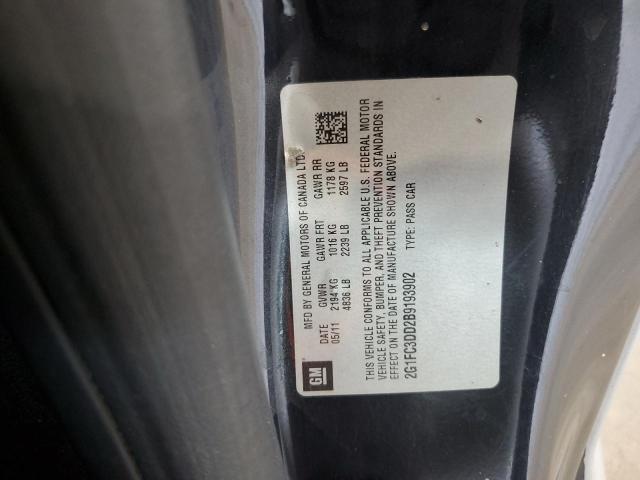 GM
MFD BY GENERAL MOTORS OF CANADA LTD.
DATE GVWR GAWR FRT GAWR RR
05/11 2194 KG 1016 KG 1178 KG
4836 LB 2239 LB 2597 LB
THIS VEHICLE CONFORMS TO ALL APPLICABLE U.S. FEDERAL MOTOR
VEHICLE SAFETY, BUMPER, AND THEFT PREVENTION STANDARDS IN
EFFECT ON THE DATE OF MANUFACTURE SHOWN ABOVE.
2G1FC3DD2B9193902 TYPE: PASS CAR